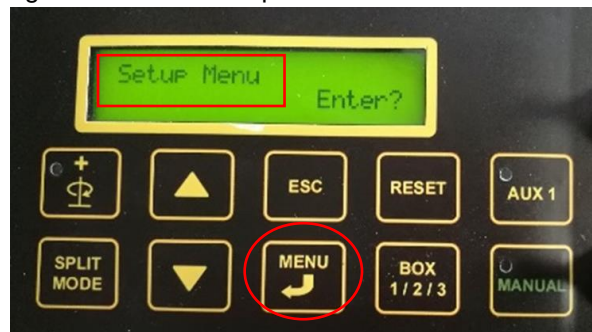 Setup Menu
Enter?
+
ESC
RESET
AUX 1
SPLIT
MODE
MENU
BOX
1/2/3
MANUAL